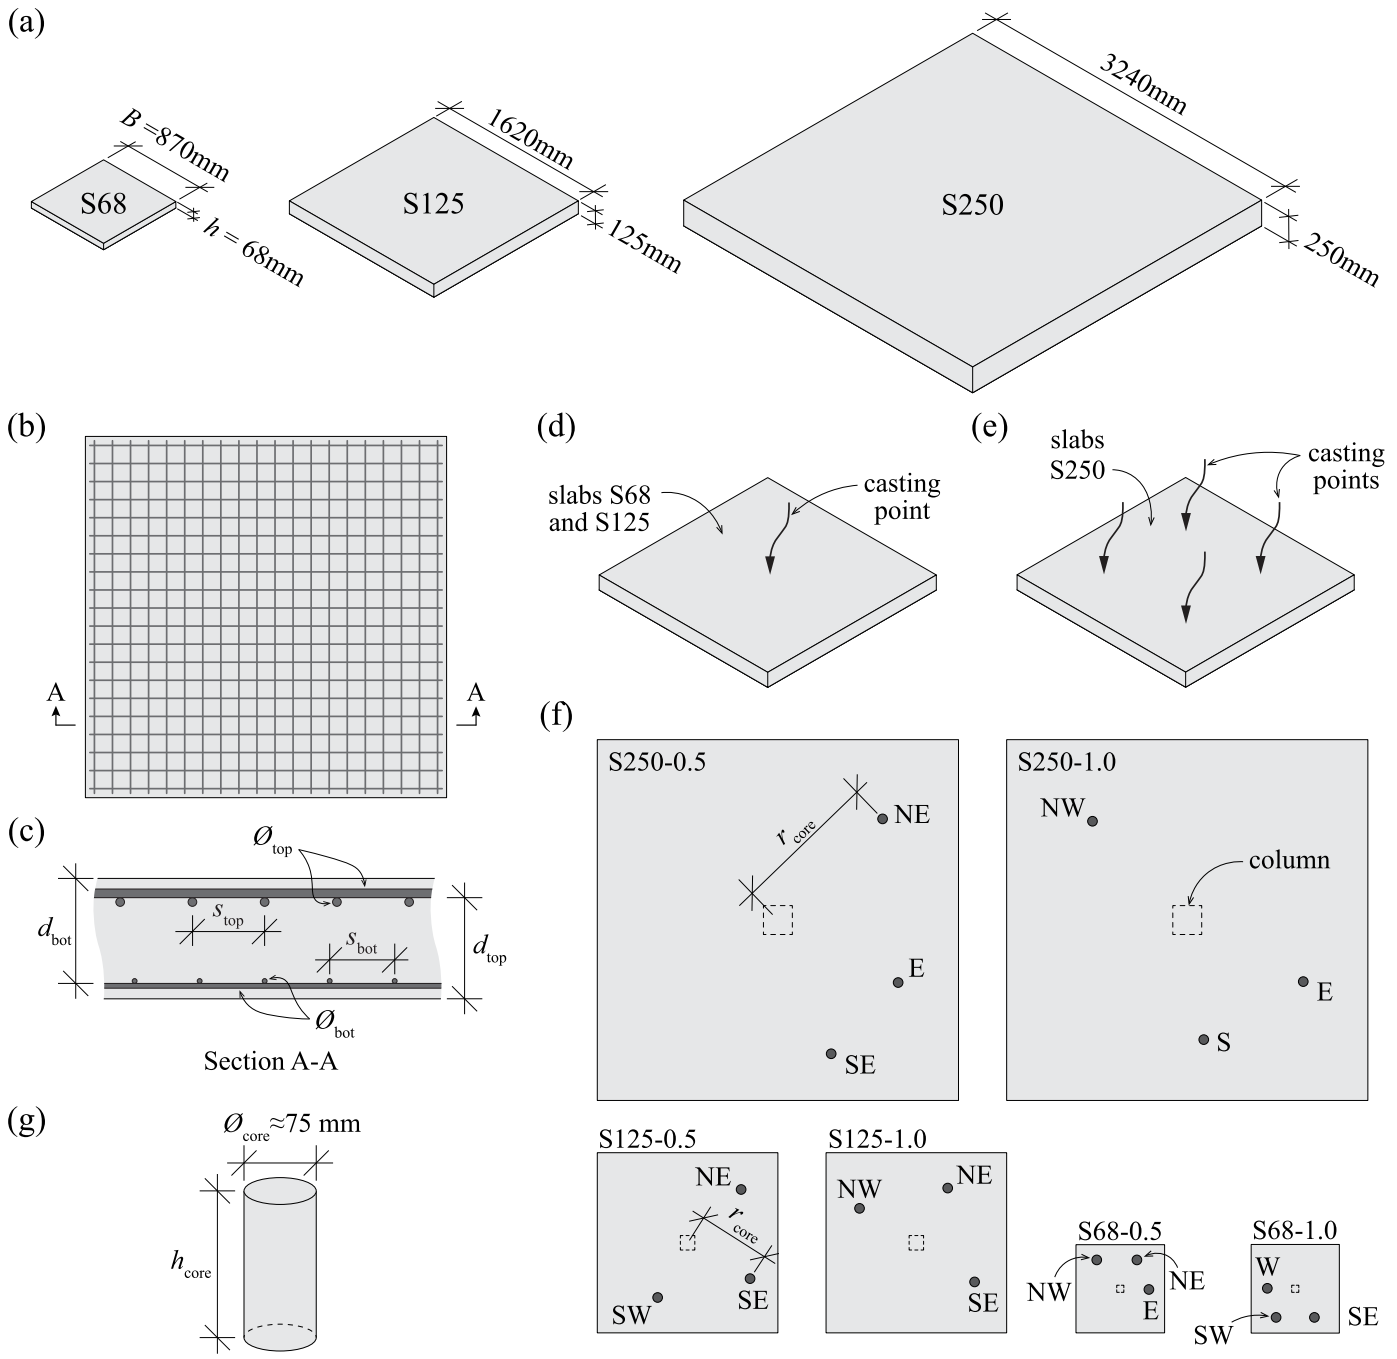 (a)
B =870mm
h = 68mm
S68
1620mm
125mm
S125
3240mm
250mm
S250
(b)
A
A
(c)
Øtop
stop
sbot
dbot
dtop
Øbot
Section A-A
(d)
slabs S68
and S125
casting
point
(e)
slabs
S250
casting
points
(f)
S250-0.5
NE
rcore
E
SE
S250-1.0
NW
column
E
S
S125-0.5
NE
rcore
SE
SW
S125-1.0
NW
NE
SE
S68-0.5
NW
NE
E
S68-1.0
W
SW
SE
(g)
Øcore≈75 mm
hcore